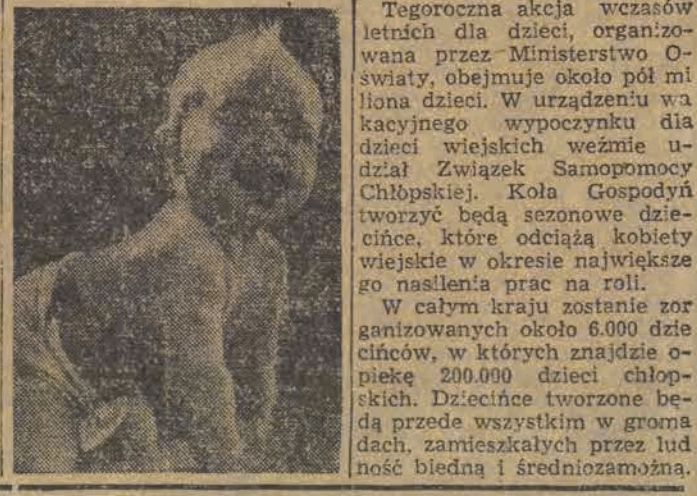 Tegoroczna akcja wczasów
letnich dla dzieci, organizo-
wana przez Ministerstwo O-
światy, obejmuje około pół mi
liona dzieci. W urządzeniu wa
kacyjnego wypoczynku dla
dzieci wiejskich weźmie u-
dział Związek Samopomocy
Chłopskiej. Koła Gospodyń
tworzyć będą sezonowe dzie-
cińce, które odciążą kobiety
wiejskie w okresie największe
go nasilenia prac na roli.
W całym kraju zostanie zor
ganizowanych około 6.000 dzie
cińców, w których znajdzie o-
piekę 200.000 dzieci chłop-
skich. Dziecińce tworzone bę-
dą przede wszystkim w groma
dach, zamieszkałych przez lud
ność biedną i średniozamożną.